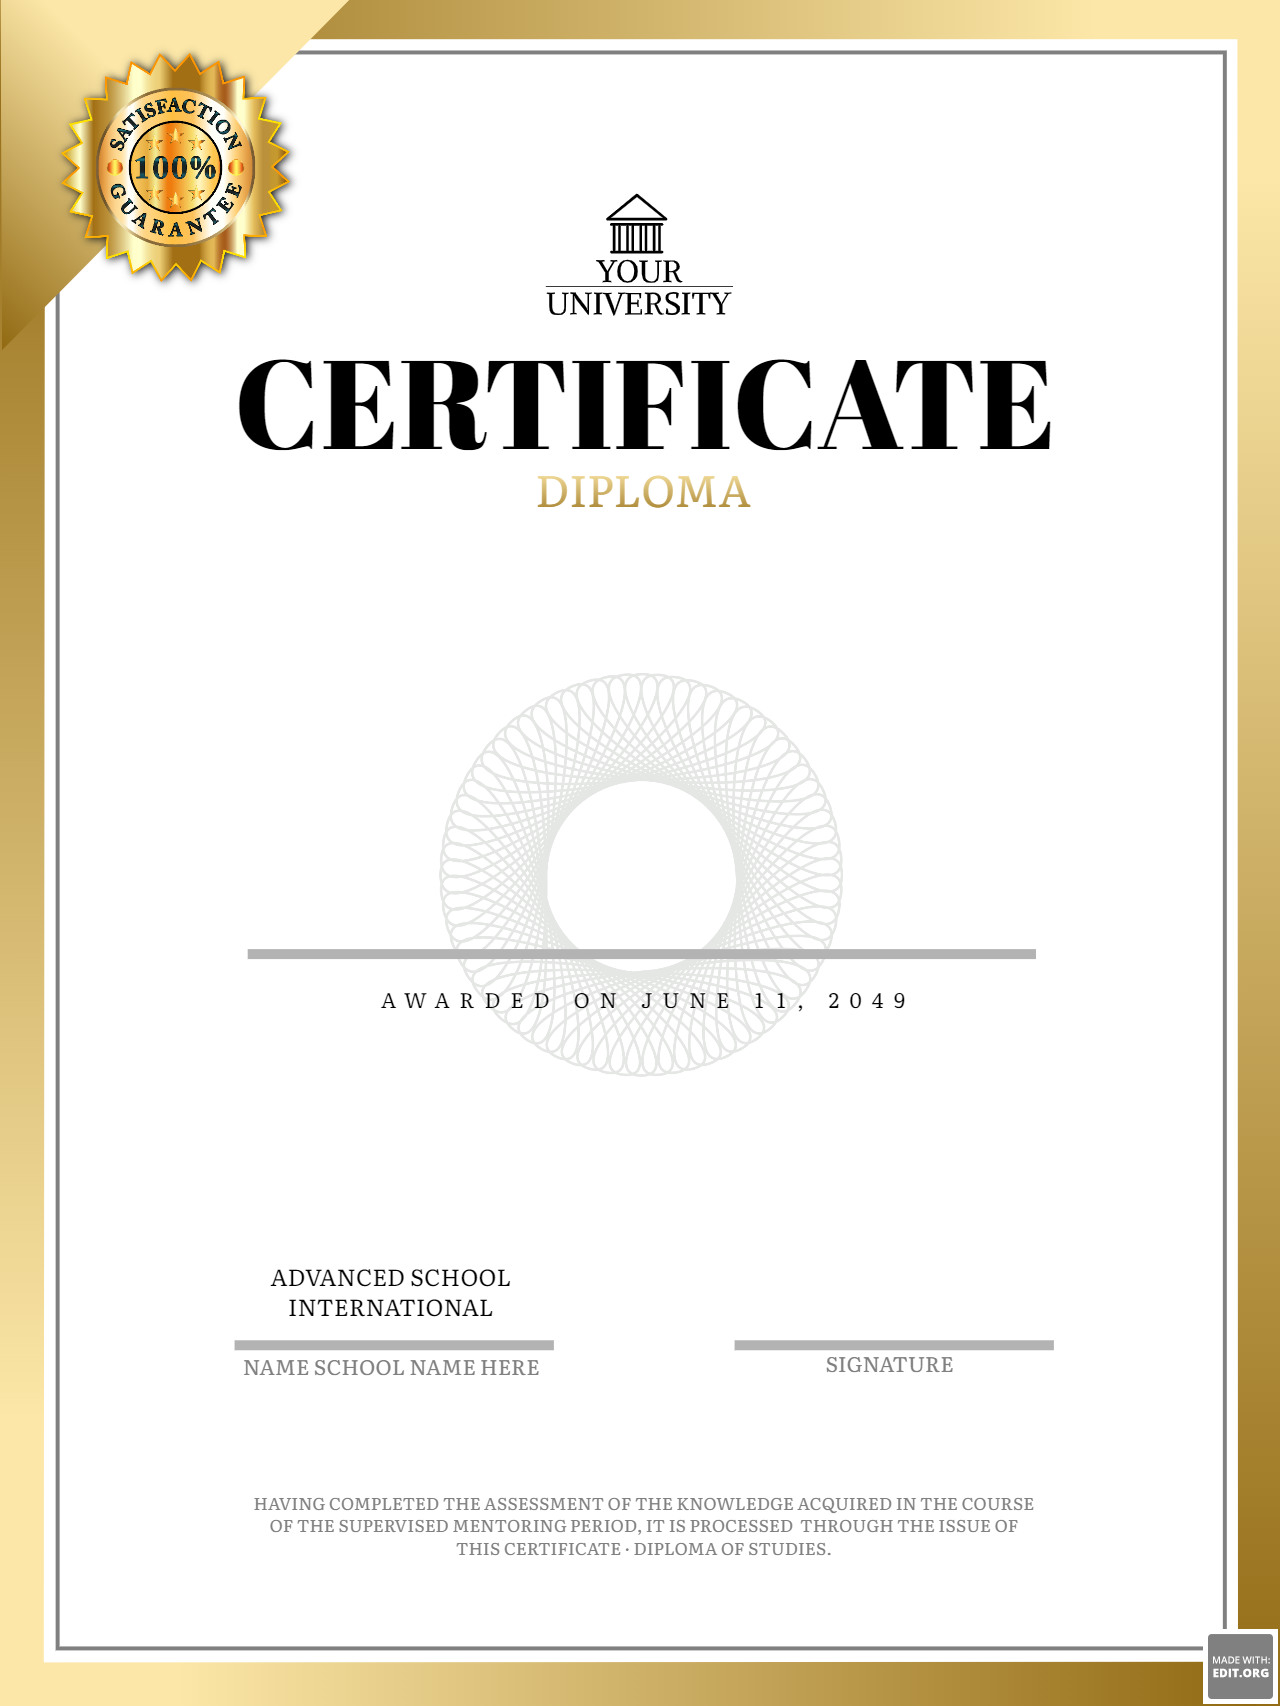 SATISFACTION
100%
GUARANTEE
YOUR
UNIVERSITY
CERTIFICATE
DIPLOMA
AWARDED ON JUNE 11, 2049
ADVANCED SCHOOL
INTERNATIONAL
NAME SCHOOL NAME HERE
SIGNATURE
HAVING COMPLETED THE ASSESSMENT OF THE KNOWLEDGE ACQUIRED IN THE COURSE
OF THE SUPERVISED MENTORING PERIOD, IT IS PROCESSED THROUGH THE ISSUE OF
THIS CERTIFICATE · DIPLOMA OF STUDIES.
MADE WITH:
EDIT.ORG